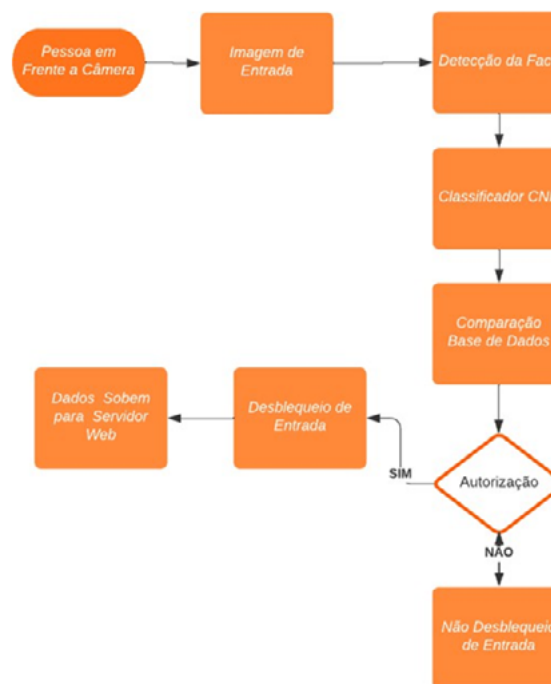 Pessoa em
Frente a Câmera
Imagem de
Entrada
Detecção da Fac
Classificador CN
Comparação
Base de Dados
Autorização
SIM
Desblequeio de
Entrada
Dados Sobem
para Servidor
Web
NÃO
Não Desblequeio
de Entrada